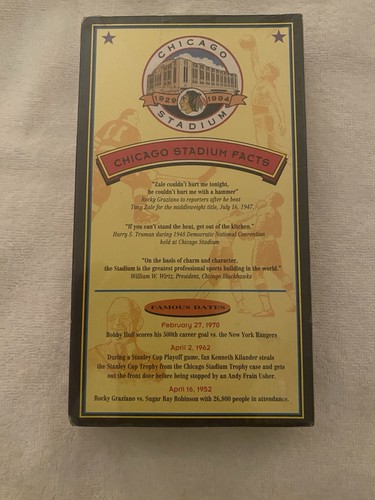 CHICAGO
1929 1994
STADIUM
CHICAGO STADIUM FACTS
"Zale couldn't hurt me tonight,
he couldn't hurt me with a hammer"
Rocky Graziano to reporters after he beat
Tony Zale for the middleweight title, July 16, 1947.
"If you can't stand the heat, get out of the kitchen."
Harry S. Truman during 1948 Democratic National Convention
held at Chicago Stadium
"On the basis of charm and character,
the Stadium is the greatest professional sports building in the world."
William W. Wirtz, President, Chicago Blackhawks
FAMOUS DATES
February 27, 1970
Bobby Hull scores his 500th career goal vs. the New York Rangers
April 2, 1962
During a Stanley Cup Playoff game, fan Kenneth Kilander steals
the Stanley Cup Trophy from the Chicago Stadium Trophy case and gets
out the front door before being stopped by an Andy Frain Usher.
April 16, 1952
Rocky Graziano vs. Sugar Ray Robinson with 26,000 people in attendance.